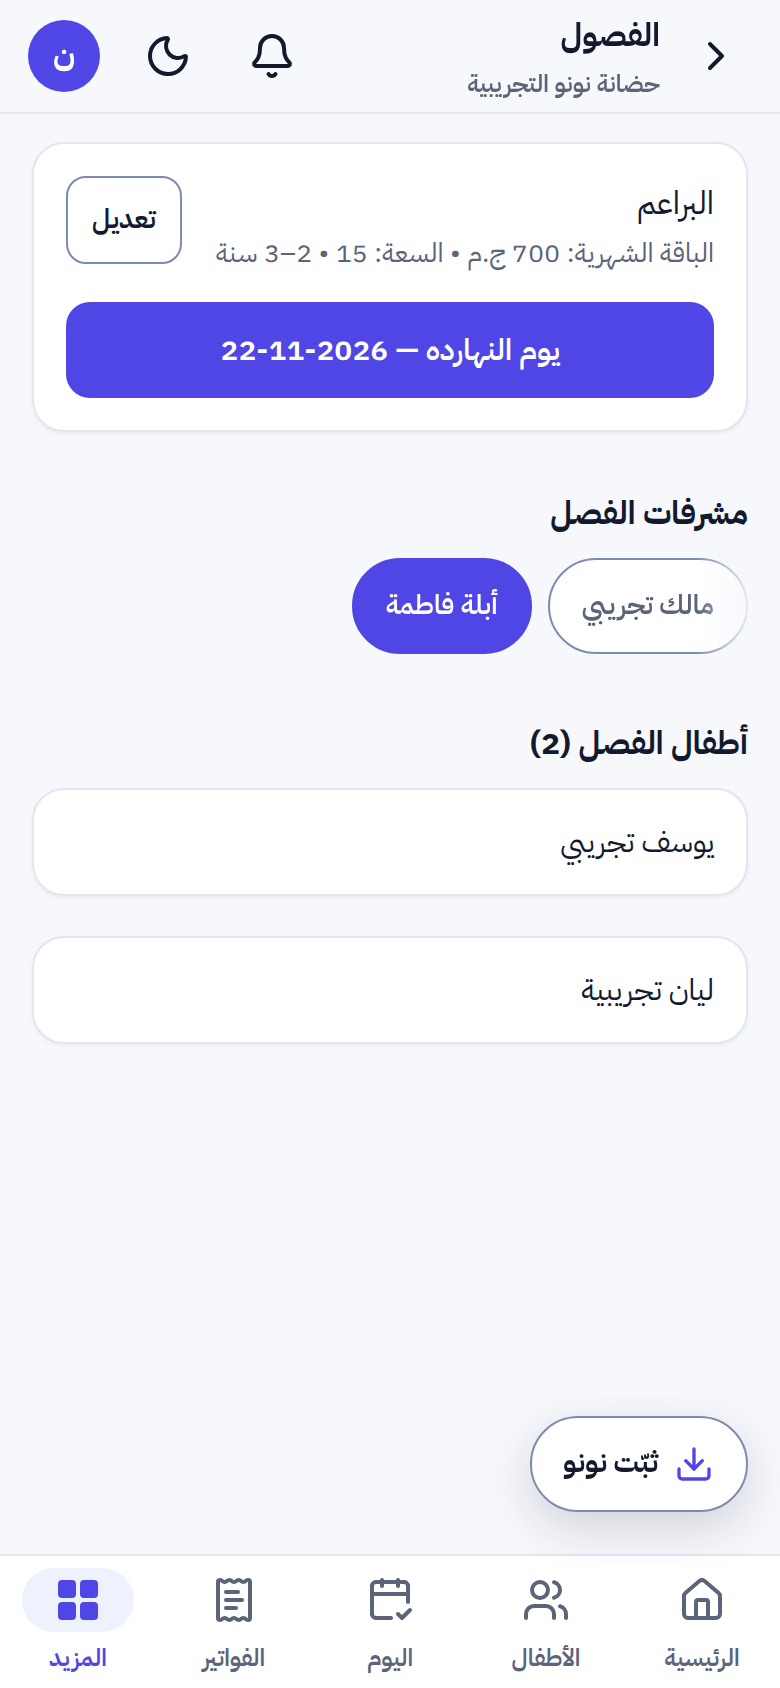 الفصول
حضانة نونو التجريبية
ن
البراعم
الباقة الشهرية: 700 ج.م • السعة: 15 • 2–3 سنة
تعديل
يوم النهارده — 2026-11-22
مشرفات الفصل
مالك تجريبي
أبلة فاطمة
أطفال الفصل (2)
يوسف تجريبي
ليان تجريبية
ثبّت نونو
الرئيسية
الأطفال
اليوم
الفواتير
المزيد